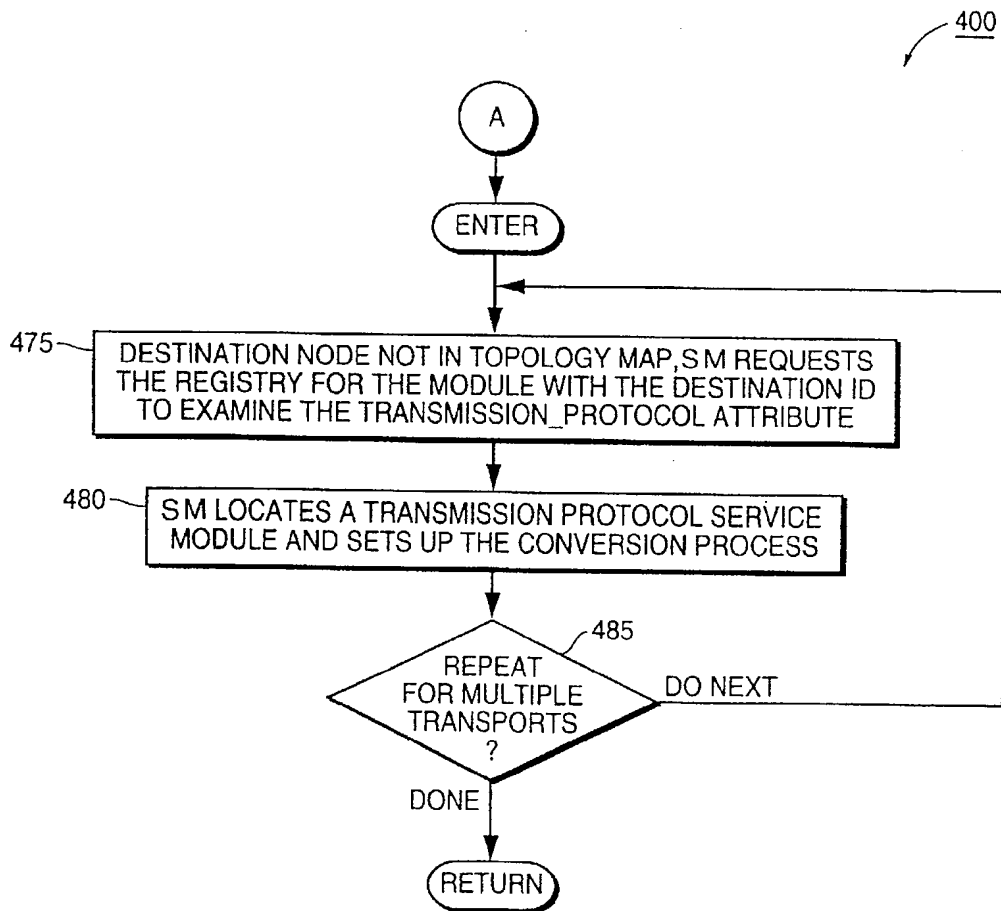 400
A
ENTER
475
DESTINATION NODE NOT IN TOPOLOGY MAP, SM REQUESTS
THE REGISTRY FOR THE MODULE WITH THE DESTINATION ID
TO EXAMINE THE TRANSMISSION_PROTOCOL ATTRIBUTE
480
SM LOCATES A TRANSMISSION PROTOCOL SERVICE
MODULE AND SETS UP THE CONVERSION PROCESS
485
REPEAT
FOR MULTIPLE
TRANSPORTS
?
DO NEXT
DONE
RETURN